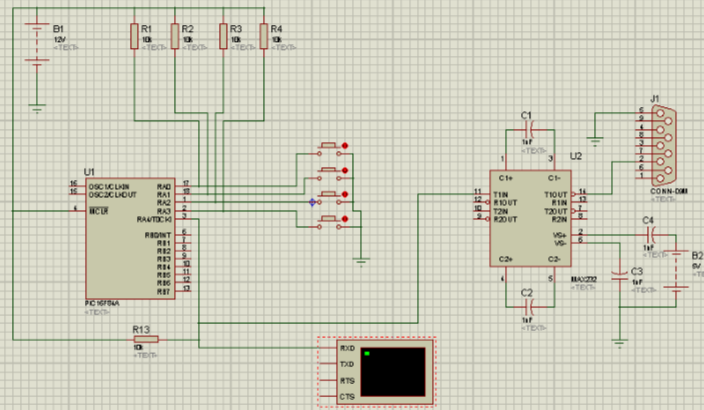 B1
12V
<TEXT>
R1
10k
<TEXT>
R2
10k
<TEXT>
R3
10k
<TEXT>
R4
10k
<TEXT>
U1
16
OSC1/CLKIN
15
OSC2/CLKOUT
4
MCLR
RA0
17
RA1
18
RA2
1
RA3
2
RA4/T0CKI
3
RB0/INT
6
RB1
7
RB2
8
RB3
9
RB4
10
RB5
11
RB6
12
RB7
13
PIC16F84A
<TEXT>
R13
10k
<TEXT>
RXD
TXD
RTS
CTS
C1
1uF
<TEXT>
U2
1
3
C1+
C1-
11
T1IN
12
R1OUT
10
T2IN
9
R2OUT
T1OUT
14
R1IN
13
T2OUT
7
R2IN
8
VS+
2
VS-
6
C2+
C2-
4
5
MAX232
<TEXT>
C2
1uF
<TEXT>
J1
5
9
4
8
3
7
2
6
1
CONN-D9M
<TEXT>
C4
1uF
<TEXT>
C3
1uF
<TEXT>
B2
<TEXT>